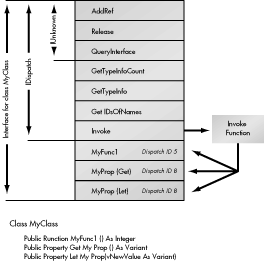 Interface for class MyClass
IDispatch
IUnknown
AddRef
Release
QueryInterface
GetTypeInfoCount
GetTypeInfo
Get IDsOfNames
Invoke
Invoke
Function
MyFunc1 Dispatch ID 5
MyProp (Get) Dispatch ID 8
MyProp (Let) Dispatch ID 8
Class MyClass
Public Runction MyFunc1 () As Integer
Public Property Get My Prop () As Variant
Public Property Let My Prop(vNewValue As Variant)